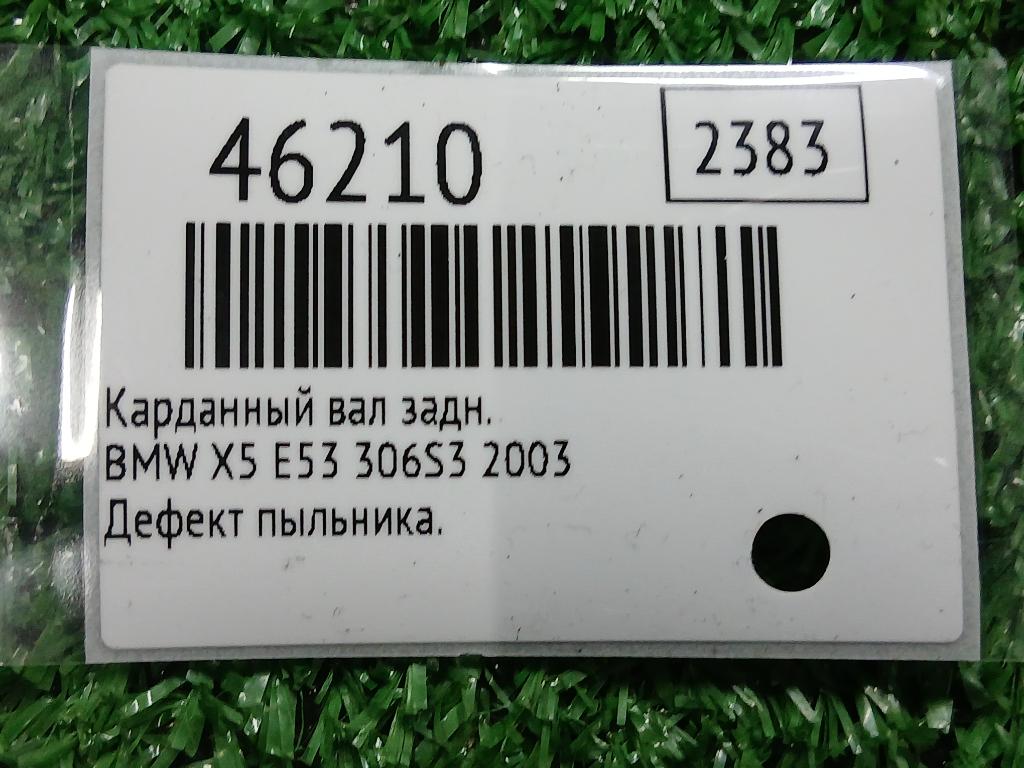 46210
2383
Карданный вал задн.
BMW X5 E53 306S3 2003
Дефект пыльника.